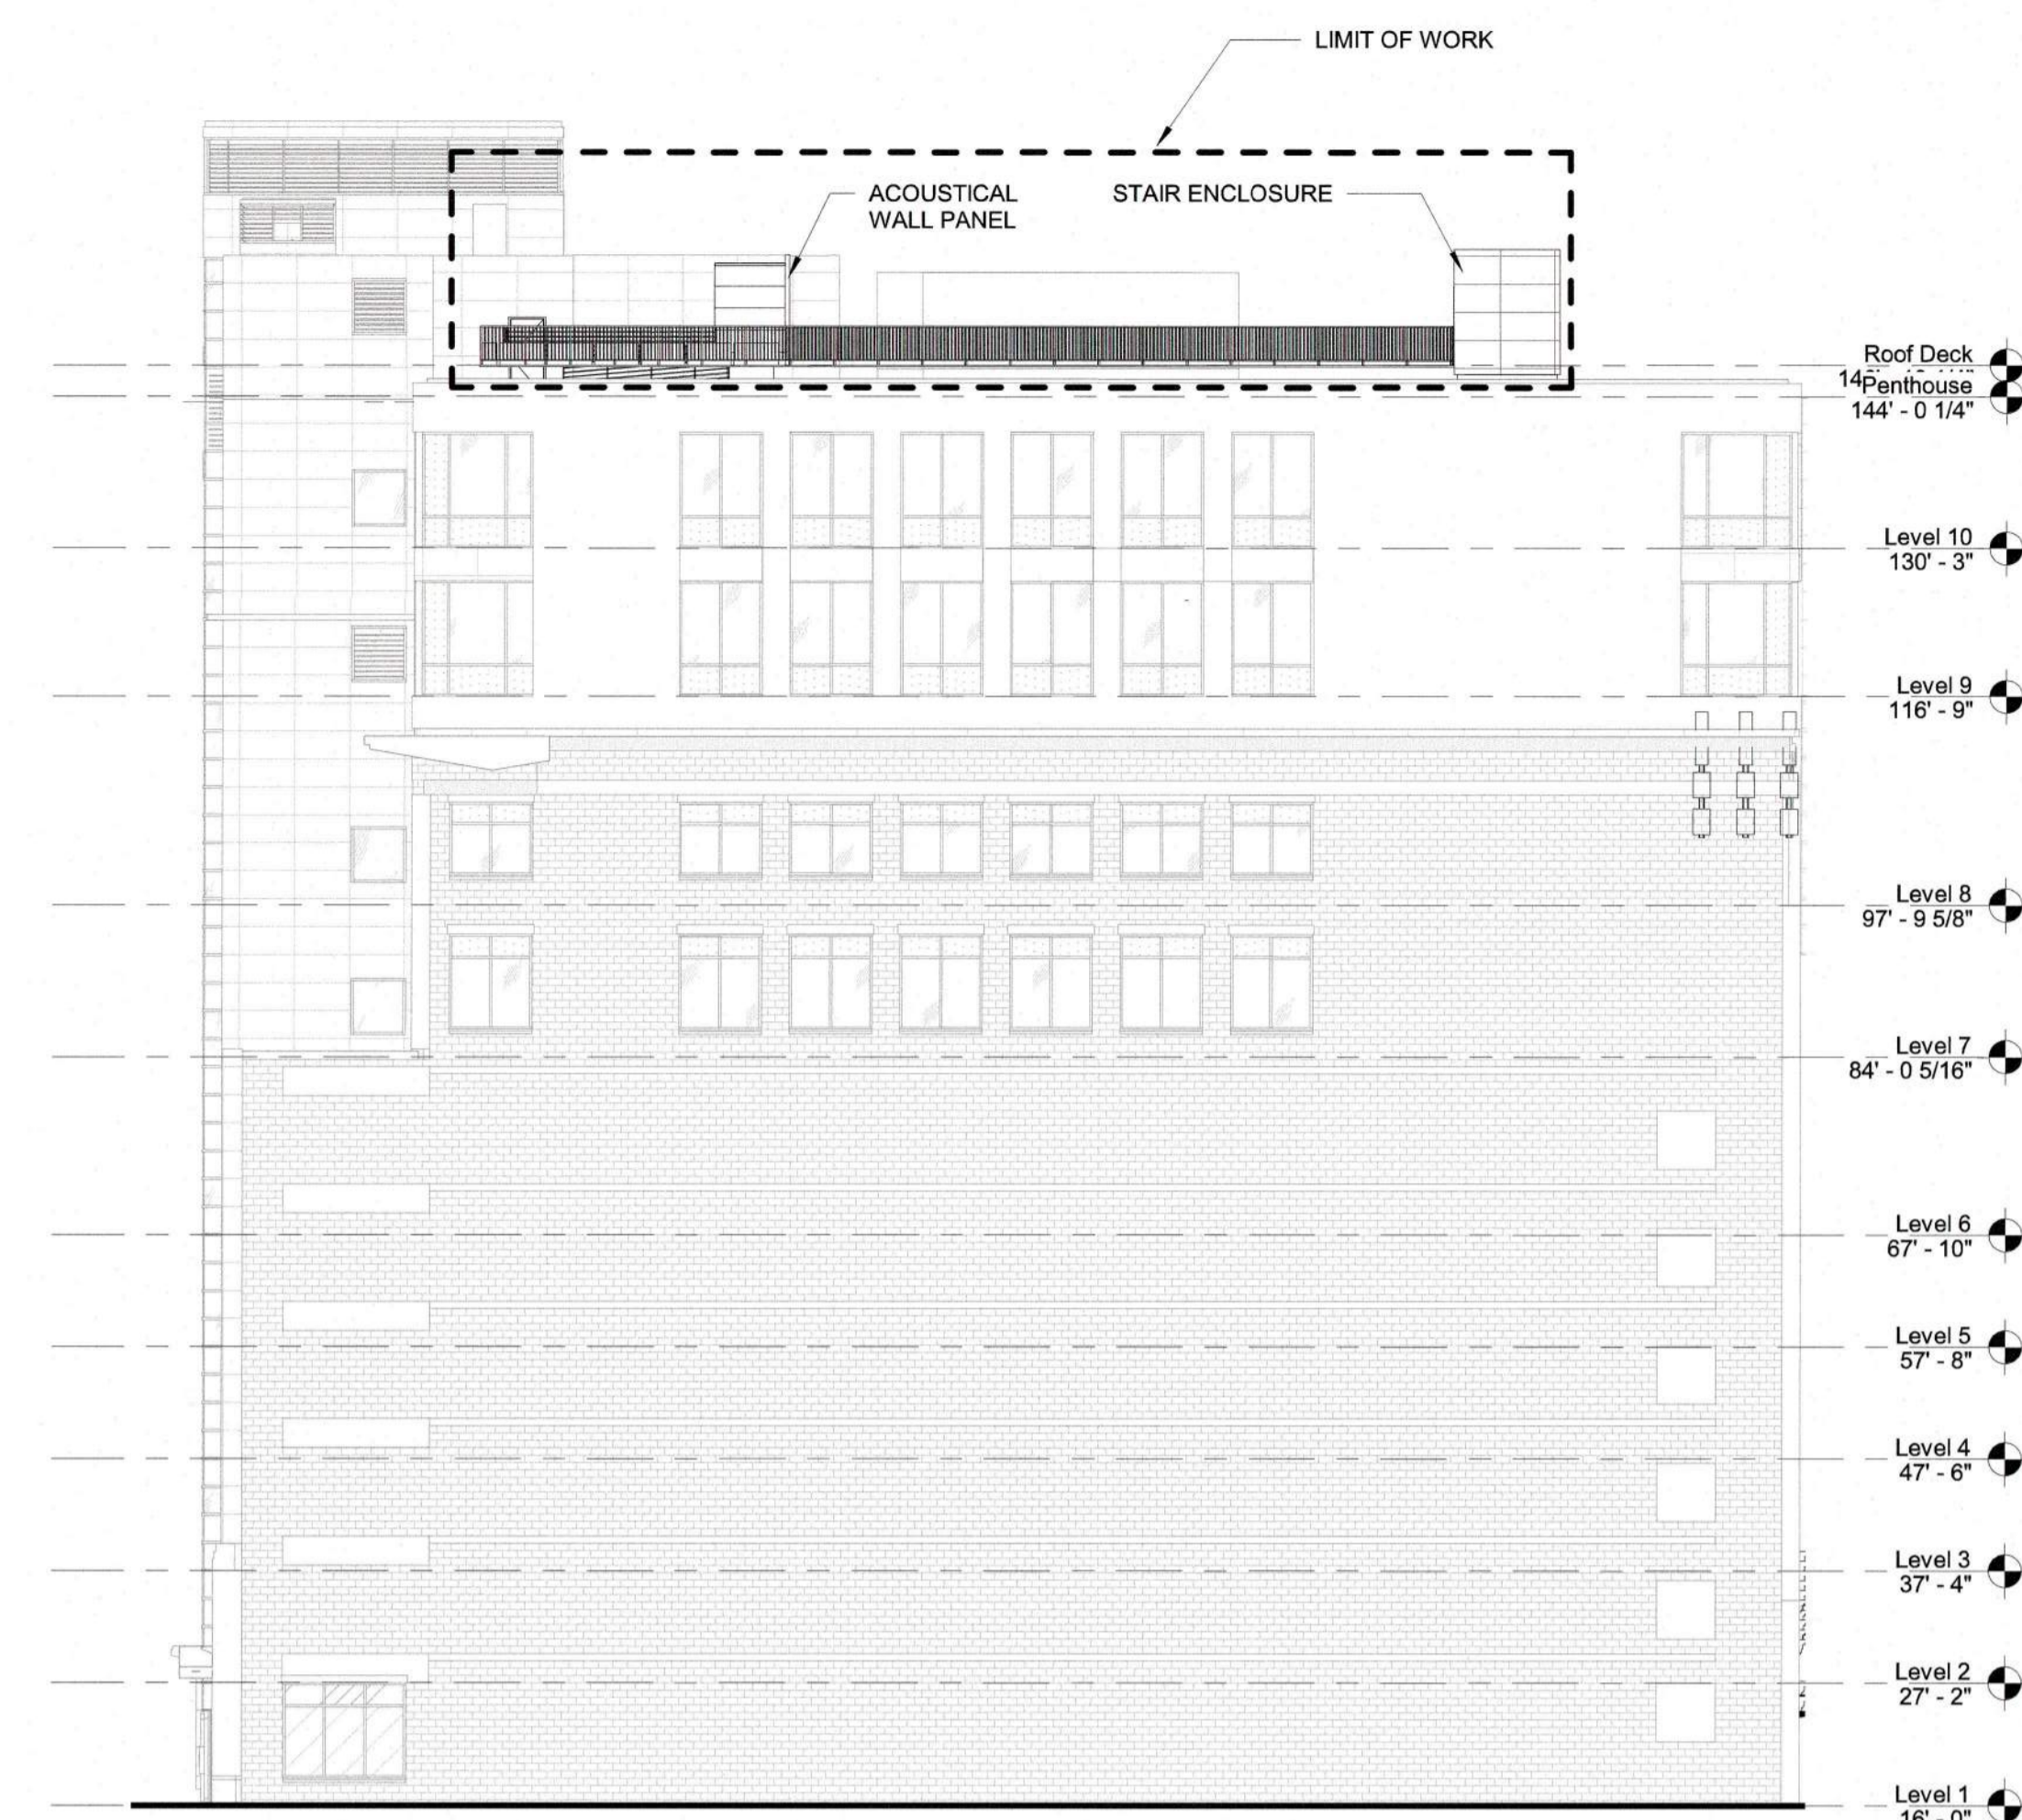 LIMIT OF WORK
ACOUSTICAL
WALL PANEL
STAIR ENCLOSURE
Roof Deck
Penthouse
144' - 0 1/4"
Level 10
130' - 3"
Level 9
116' - 9"
Level 8
97' - 9 5/8"
Level 7
84' - 0 5/16"
Level 6
67' - 10"
Level 5
57' - 8"
Level 4
47' - 6"
Level 3
37' - 4"
Level 2
27' - 2"
Level 1
16' - 0"